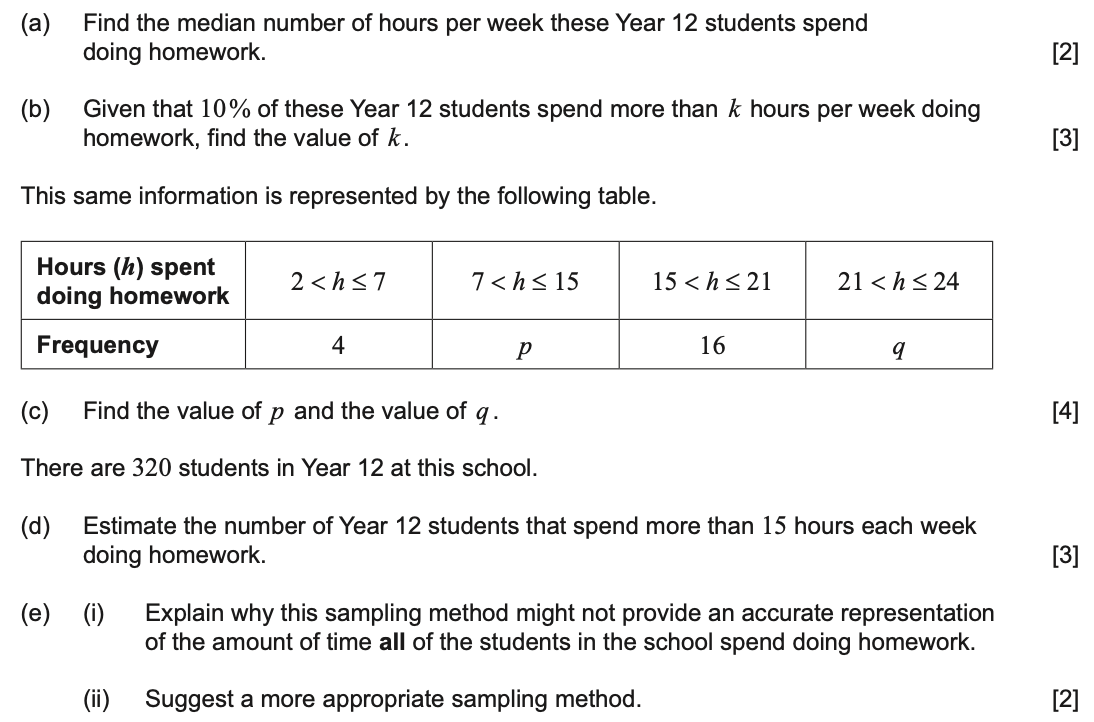 (a) Find the median number of hours per week these Year 12 students spend
doing homework. [2]
(b) Given that 10% of these Year 12 students spend more than k hours per week doing
homework, find the value of k. [3]
This same information is represented by the following table.
Hours (h) spent
doing homework
2 < h ≤ 7
7 < h ≤ 15
15 < h ≤ 21
21 < h ≤ 24
Frequency
4
p
16
q
(c) Find the value of p and the value of q. [4]
There are 320 students in Year 12 at this school.
(d) Estimate the number of Year 12 students that spend more than 15 hours each week
doing homework. [3]
(e) (i) Explain why this sampling method might not provide an accurate representation
of the amount of time all of the students in the school spend doing homework.
(ii) Suggest a more appropriate sampling method. [2]